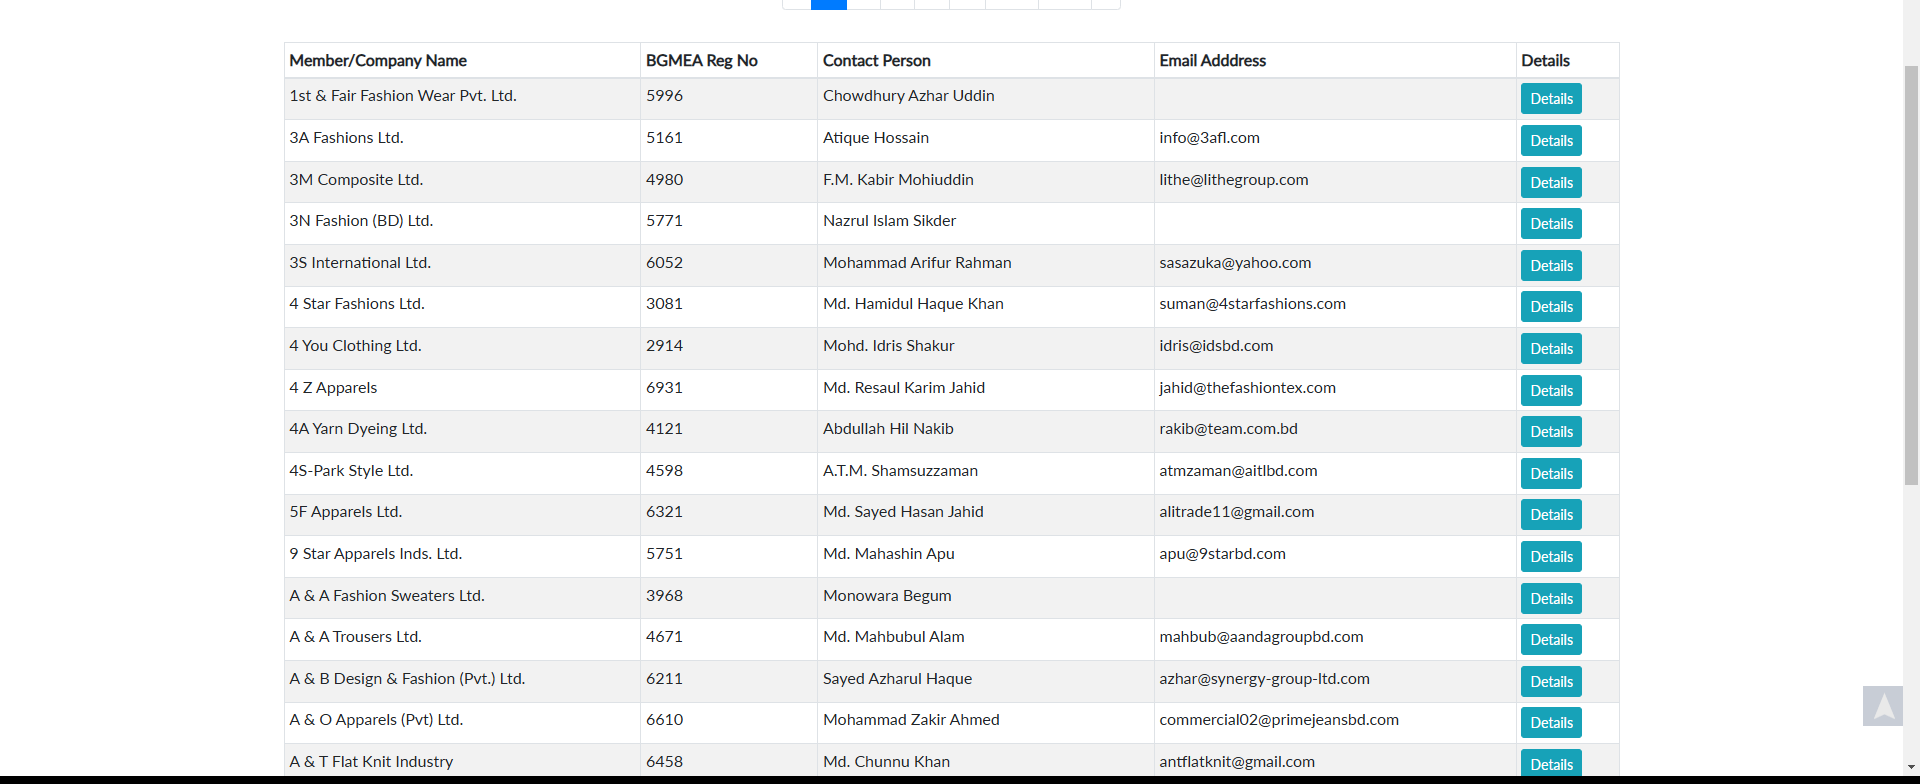 Member/Company Name BGMEA Reg No Contact Person Email Adddress Details
1st & Fair Fashion Wear Pvt. Ltd. 5996 Chowdhury Azhar Uddin Details
3A Fashions Ltd. 5161 Atique Hossain info@3afl.com Details
3M Composite Ltd. 4980 F.M. Kabir Mohiuddin lithe@lithegroup.com Details
3N Fashion (BD) Ltd. 5771 Nazrul Islam Sikder Details
3S International Ltd. 6052 Mohammad Arifur Rahman sasazuka@yahoo.com Details
4 Star Fashions Ltd. 3081 Md. Hamidul Haque Khan suman@4starfashions.com Details
4 You Clothing Ltd. 2914 Mohd. Idris Shakur idris@idsbd.com Details
4 Z Apparels 6931 Md. Resaul Karim Jahid jahid@thefashiontex.com Details
4A Yarn Dyeing Ltd. 4121 Abdullah Hil Nakib rakib@team.com.bd Details
4S-Park Style Ltd. 4598 A.T.M. Shamsuzzaman atmzaman@aitlbd.com Details
5F Apparels Ltd. 6321 Md. Sayed Hasan Jahid alitrade11@gmail.com Details
9 Star Apparels Inds. Ltd. 5751 Md. Mahashin Apu apu@9starbd.com Details
A & A Fashion Sweaters Ltd. 3968 Monowara Begum Details
A & A Trousers Ltd. 4671 Md. Mahbubul Alam mahbub@aandagroupbd.com Details
A & B Design & Fashion (Pvt.) Ltd. 6211 Sayed Azharul Haque azhar@synergy-group-ltd.com Details
A & O Apparels (Pvt) Ltd. 6610 Mohammad Zakir Ahmed commercial02@primejeansbd.com Details
A & T Flat Knit Industry 6458 Md. Chunnu Khan antflatknit@gmail.com Details